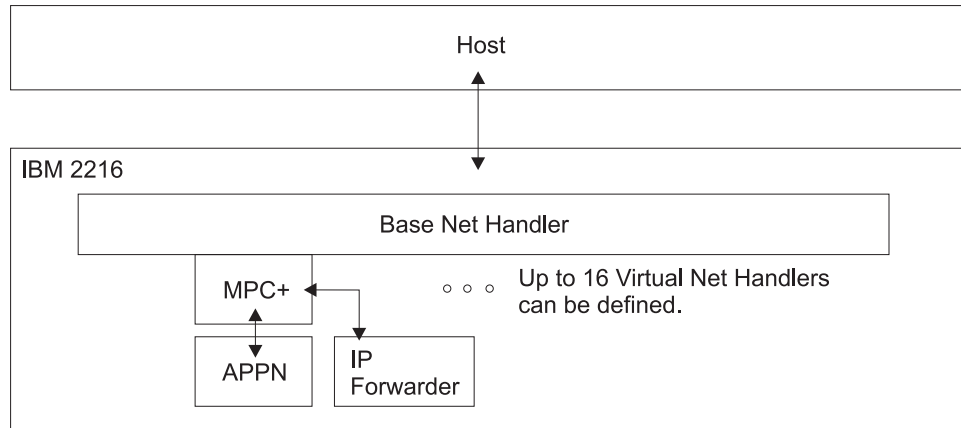 Host
IBM 2216
Base Net Handler
MPC+
Up to 16 Virtual Net Handlers
can be defined.
APPN
IP
Forwarder